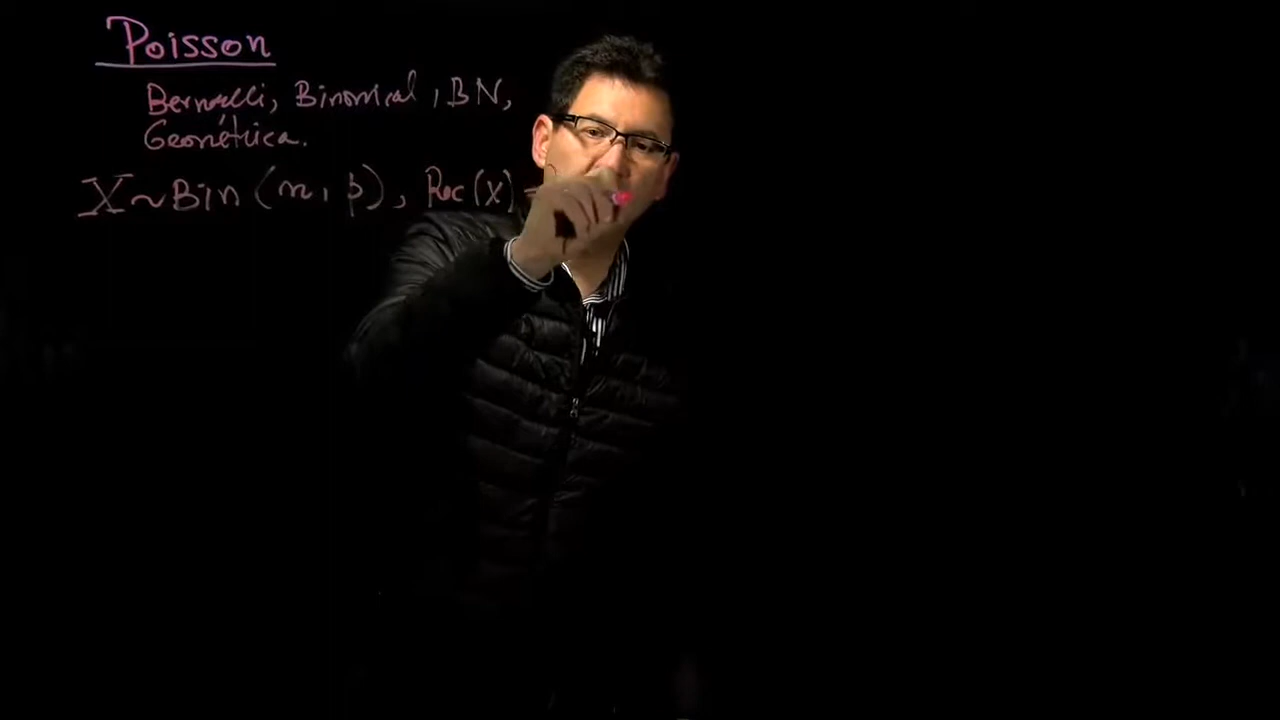 Poisson
Bernoulli, Binomial, BN,
Geométrica.
X ~ Bin (n, p), Rec (X) =